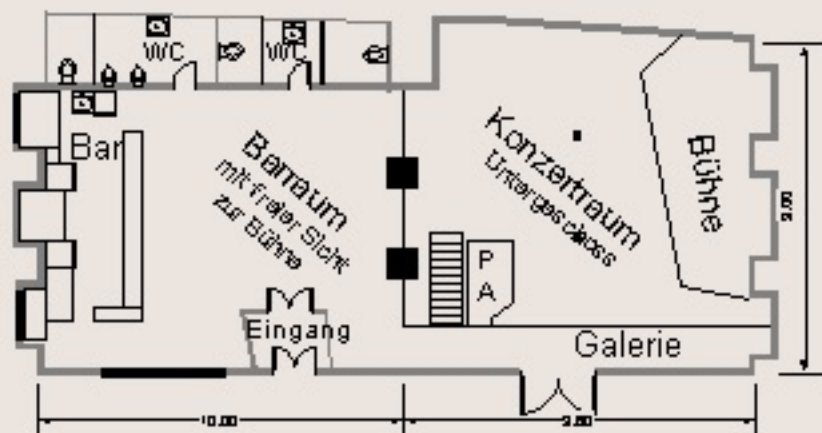 WC
WC
Bar
Barraum
mit freier Sicht
zur Bühne
Konzertraum
Untergeschoss
Bühne
P
A
Eingang
Galerie
10.00